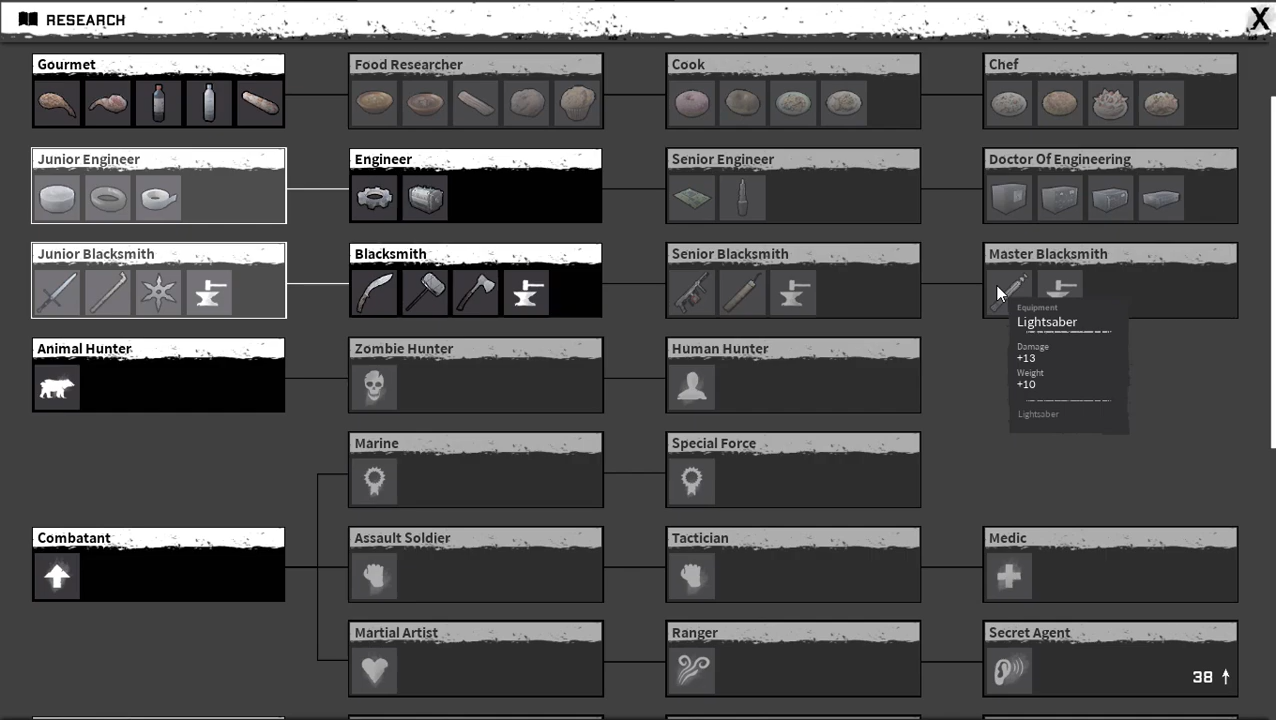 RESEARCH
X
Gourmet
Food Researcher
Cook
Chef
Junior Engineer
Engineer
Senior Engineer
Doctor Of Engineering
Junior Blacksmith
Blacksmith
Senior Blacksmith
Master Blacksmith
Equipment
Lightsaber
Damage
+13
Weight
+10
Lightsaber
Animal Hunter
Zombie Hunter
Human Hunter
Marine
Special Force
Combatant
Assault Soldier
Tactician
Medic
Martial Artist
Ranger
Secret Agent
38